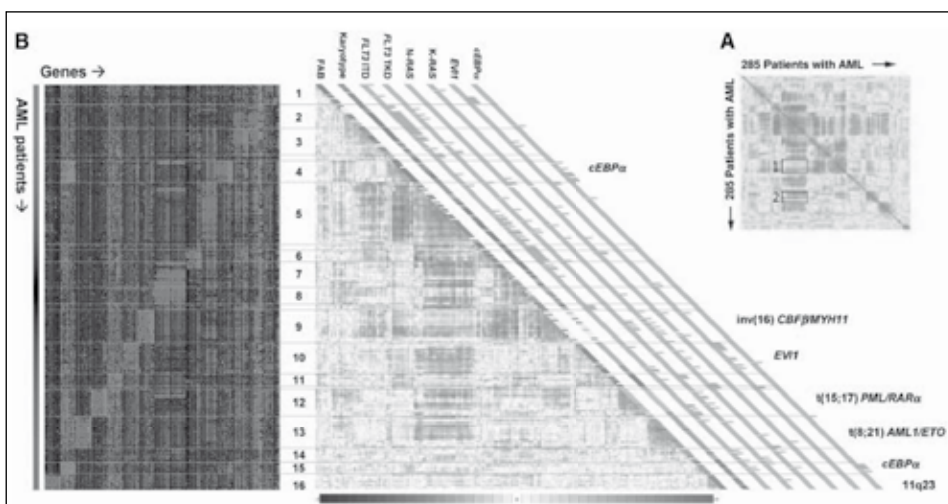 B
Genes →
AML patients →
FAB
Karyotype
FLT3 ITD
FLT3 TKD
N-RAS
K-RAS
EVI1
cEBPα
1
2
3
4
5
6
7
8
9
10
11
12
13
14
15
16
cEBPα
inv(16) CBFβ/MYH11
EVI1
t(15;17) PML/RARα
t(8;21) AML1/ETO
cEBPα
11q23
A
285 Patients with AML →
285 Patients with AML →
1
2